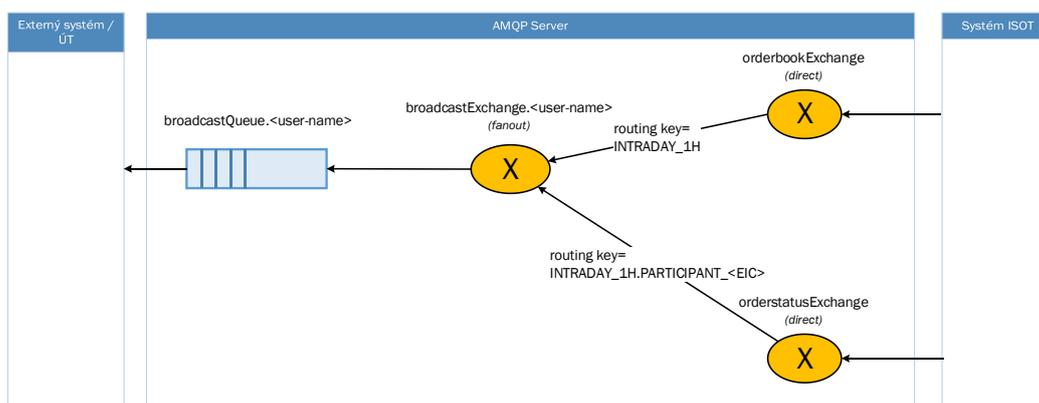 Externý systém /
ÚT
AMQP Server
Systém ISOT
orderbookExchange
(direct)
X
broadcastExchange.<user-name>
(fanout)
X
broadcastQueue.<user-name>
routing key=
INTRADAY_1H
routing key=
INTRADAY_1H.PARTICIPANT_<EIC>
orderstatusExchange
(direct)
X